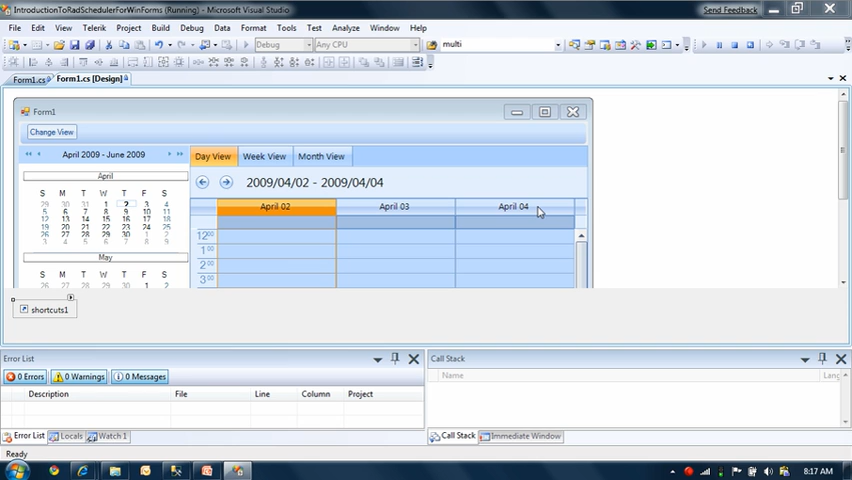 IntroductionToRadSchedulerForWinForms (Running) - Microsoft Visual Studio
Send Feedback
File Edit View Telerik Project Build Debug Data Format Tools Test Analyze Window Help
Debug Any CPU multi
Form1.cs Form1.cs [Design]
Form1
Change View
April 2009 - June 2009
Day View Week View Month View
2009/04/02 - 2009/04/04
April
April 02 April 03 April 04
S M T W T F S
29 30 31 1 2 3 4
5 6 7 8 9 10 11
12 13 14 15 16 17 18
19 20 21 22 23 24 25
26 27 28 29 30 1 2
12 00
1 00
2 00
3 00
May
S M T W T F S
26 27 28 29 30 1 2
shortcuts1
Error List
Call Stack
0 Errors 0 Warnings 0 Messages
Name Lang
Description File Line Column Project
Error List Locals Watch 1
Call Stack Immediate Window
Ready
8:17 AM